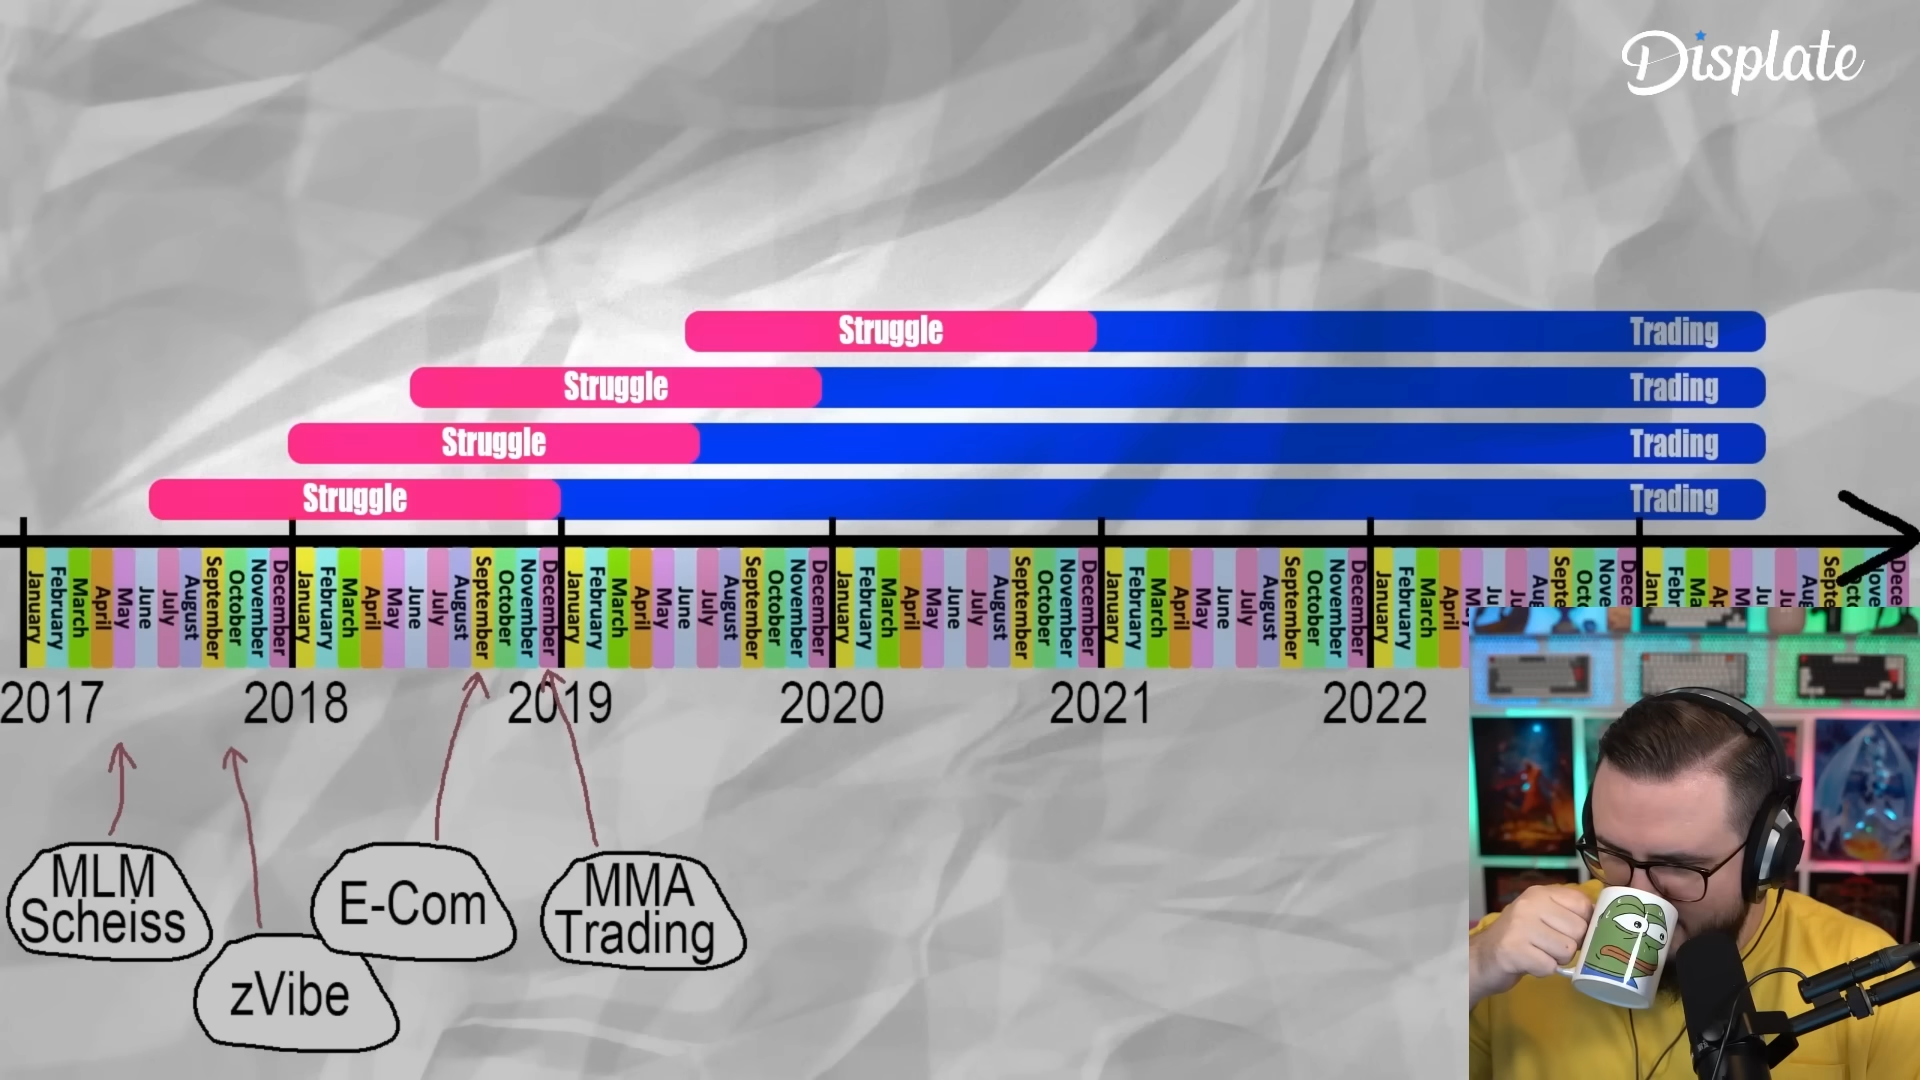 Displate
Struggle Trading
Struggle Trading
Struggle Trading
Struggle Trading
January February March April May June July August September October November December January February March April May June July August September October November December January February March April May June July August September October November December January February March April May June July August September October November December January February March April May June July August September October November December January February March April
2017 2018 2019 2020 2021 2022
MLM
Scheiss
zVibe
E-Com
MMA
Trading